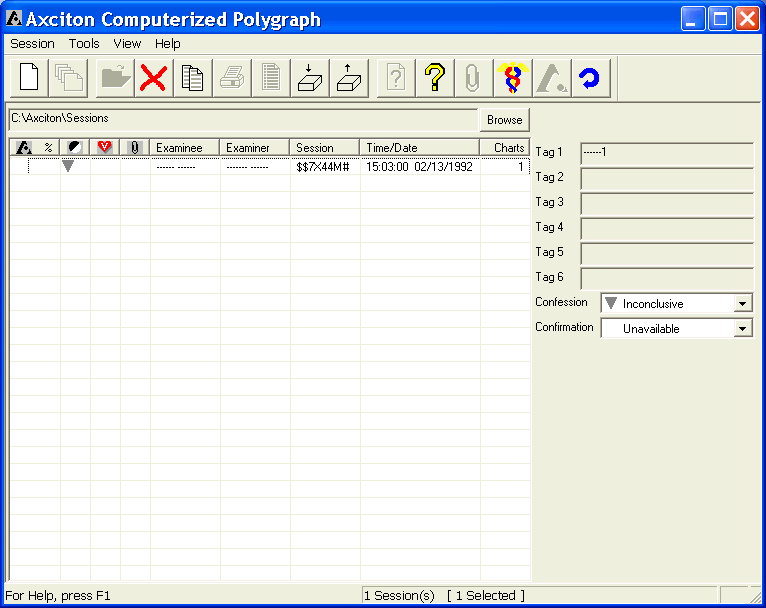 Axciton Computerized Polygraph
Session Tools View Help
C:\Axciton\Sessions Browse
% Examinee Examiner Session Time/Date Charts
------ ------ ------- ------ $$7X44M# 15:03:00 02/13/1992 1
Tag 1 ------1
Tag 2
Tag 3
Tag 4
Tag 5
Tag 6
Confession Inconclusive
Confirmation Unavailable
For Help, press F1 1 Session(s) [ 1 Selected ]